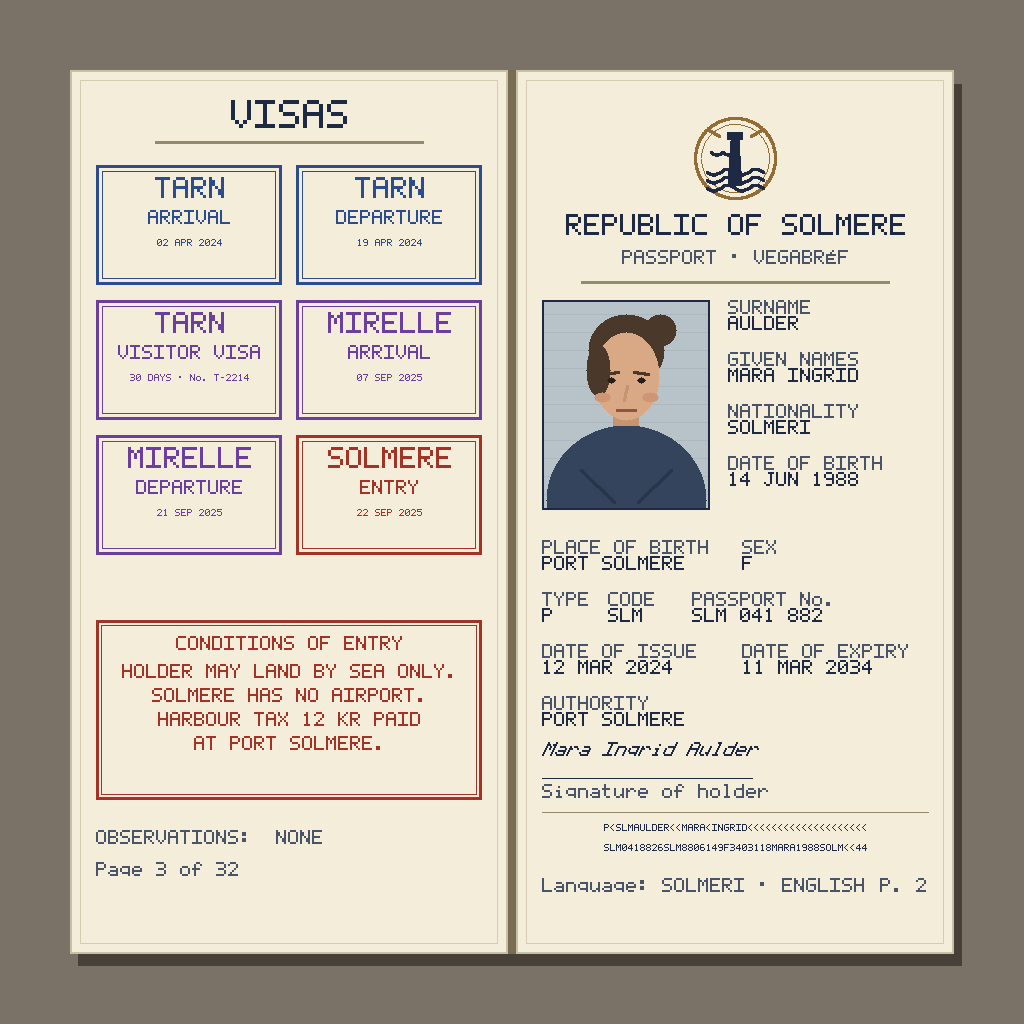 VISAS
TARN
ARRIVAL
02 APR 2024
TARN
DEPARTURE
19 APR 2024
TARN
VISITOR VISA
30 DAYS · No. T-2214
MIRELLE
ARRIVAL
07 SEP 2025
MIRELLE
DEPARTURE
21 SEP 2025
SOLMERE
ENTRY
22 SEP 2025
CONDITIONS OF ENTRY
HOLDER MAY LAND BY SEA ONLY.
SOLMERE HAS NO AIRPORT.
HARBOUR TAX 12 KR PAID
AT PORT SOLMERE.
OBSERVATIONS: NONE
Page 3 of 32
REPUBLIC OF SOLMERE
PASSPORT · VEGABRÉF
SURNAME
AULDER
GIVEN NAMES
MARA INGRID
NATIONALITY
SOLMERI
DATE OF BIRTH
14 JUN 1988
PLACE OF BIRTH SEX
PORT SOLMERE F
TYPE CODE PASSPORT No.
P SLM SLM 041 882
DATE OF ISSUE DATE OF EXPIRY
12 MAR 2024 11 MAR 2034
AUTHORITY
PORT SOLMERE
Mara Ingrid Aulder
Signature of holder
P<SLMAULDER<<MARA<INGRID<<<<<<<<<<<<<<<<<<<<
SLM0418826SLM8806149F3403118MARA1988SOLM<<44
Language: SOLMERI · ENGLISH P. 2